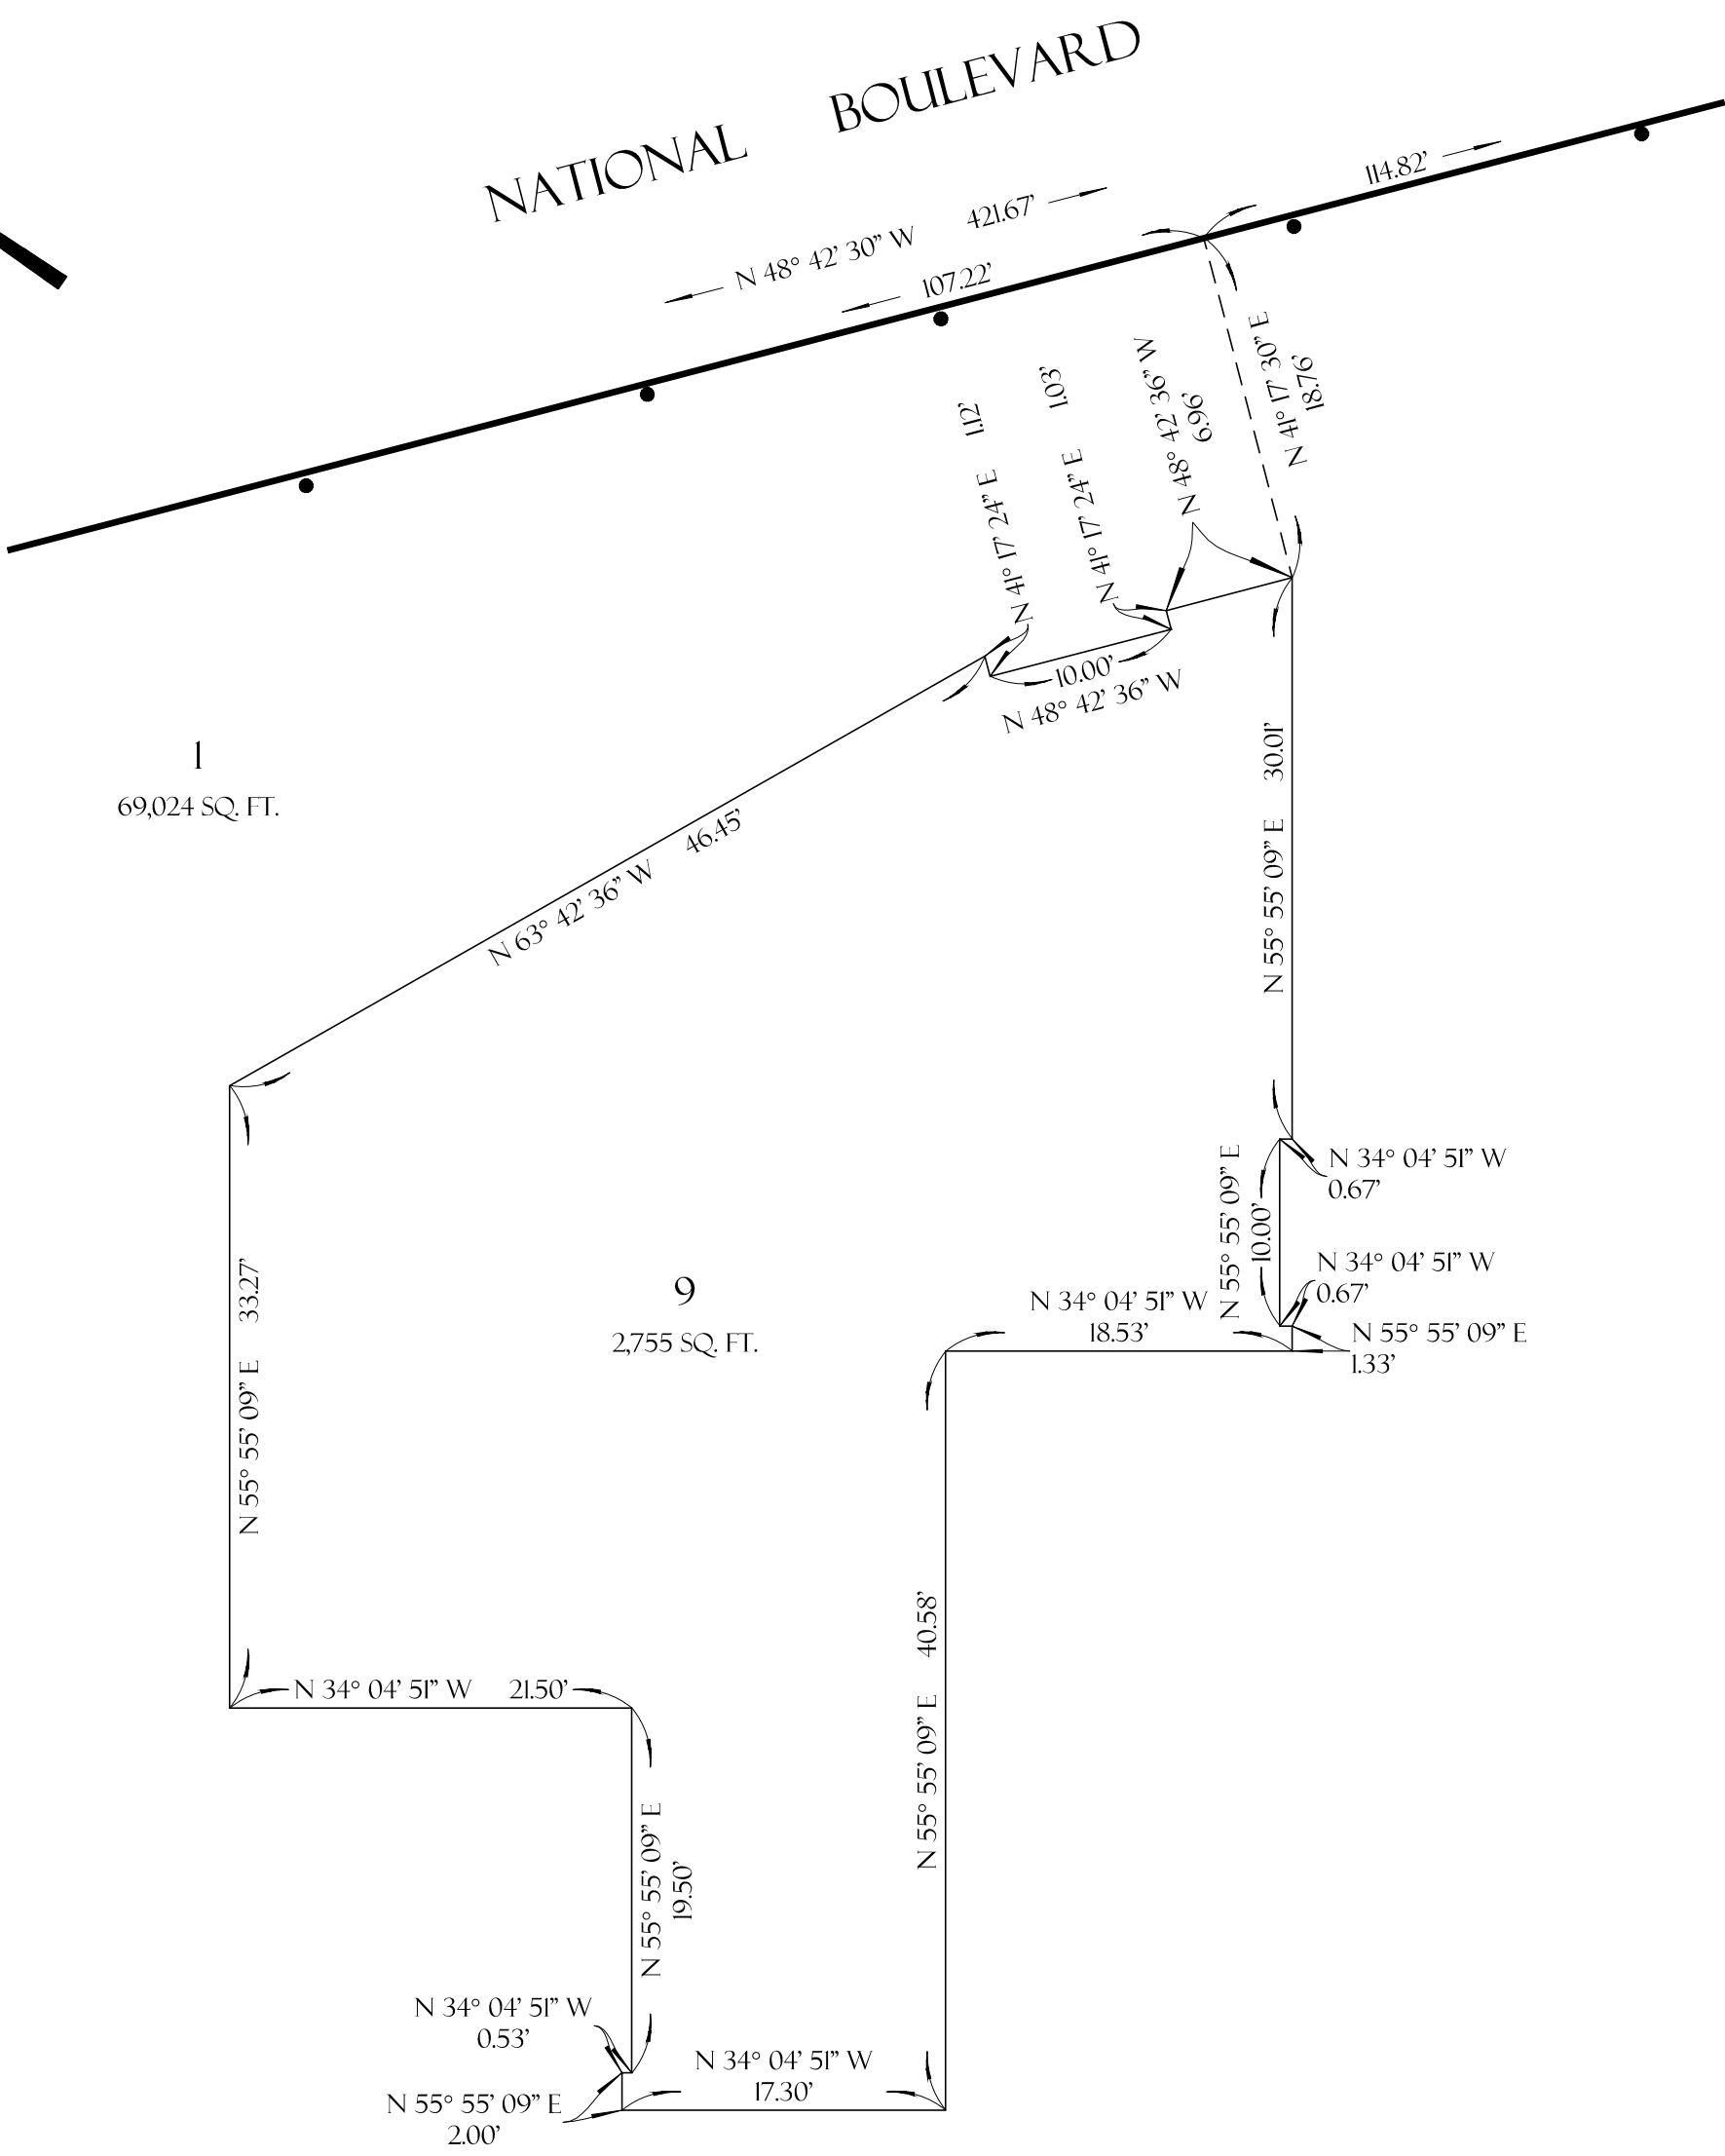 NATIONAL BOULEVARD
114.82’
N 48° 42’ 30” W 421.67’
107.22’
N 41° 17’ 30” E
18.76’
N 48° 42’ 36” W
6.96’
N 41° 17’ 24” E 1.03’
N 41° 17’ 24” E 1.12’
10.00’
N 48° 42’ 36” W
1
69,024 SQ. FT.
N 63° 42’ 36” W 46.45’
N 55° 55’ 09” E 30.01’
N 34° 04’ 51” W
0.67’
N 55° 55’ 09” E
10.00’
N 34° 04’ 51” W
0.67’
N 55° 55’ 09” E
1.33’
N 34° 04’ 51” W
18.53’
9
2,755 SQ. FT.
N 55° 55’ 09” E 33.27’
N 34° 04’ 51” W 21.50’
N 55° 55’ 09” E 40.58’
N 55° 55’ 09” E
19.50’
N 34° 04’ 51” W
0.53’
N 34° 04’ 51” W
17.30’
N 55° 55’ 09” E
2.00’